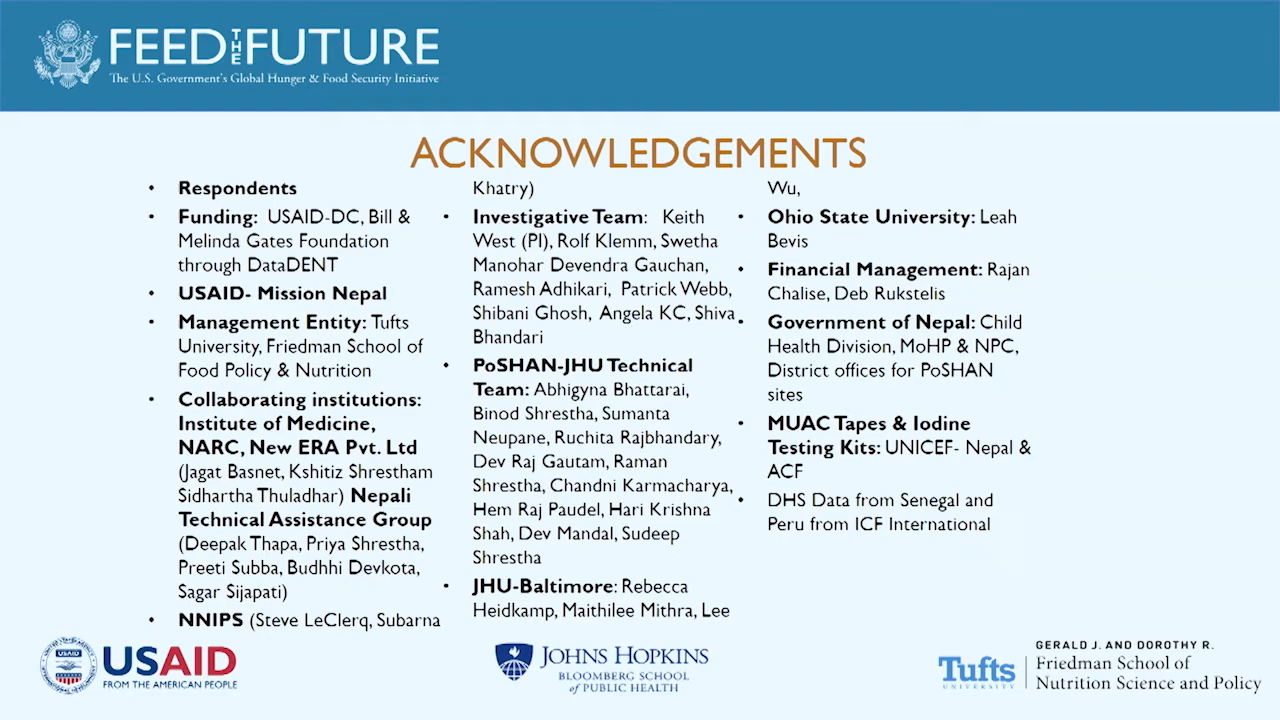 FEED THE FUTURE
The U.S. Government's Global Hunger & Food Security Initiative
ACKNOWLEDGEMENTS
• Respondents
• Funding: USAID-DC, Bill &
Melinda Gates Foundation
through DataDENT
• USAID- Mission Nepal
• Management Entity: Tufts
University, Friedman School of
Food Policy & Nutrition
• Collaborating institutions:
Institute of Medicine,
NARC, New ERA Pvt. Ltd
(Jagat Basnet, Kshitiz Shrestham
Sidhartha Thuladhar) Nepali
Technical Assistance Group
(Deepak Thapa, Priya Shrestha,
Preeti Subba, Budhhi Devkota,
Sagar Sijapati)
• NNIPS (Steve LeClerq, Subarna
Khatry)
• Investigative Team: Keith
West (PI), Rolf Klemm, Swetha
Manohar Devendra Gauchan,
Ramesh Adhikari, Patrick Webb,
Shibani Ghosh, Angela KC, Shiva
Bhandari
• PoSHAN-JHU Technical
Team: Abhigyna Bhattarai,
Binod Shrestha, Sumanta
Neupane, Ruchita Rajbhandary,
Dev Raj Gautam, Raman
Shrestha, Chandni Karmacharya,
Hem Raj Paudel, Hari Krishna
Shah, Dev Mandal, Sudeep
Shrestha
• JHU-Baltimore: Rebecca
Heidkamp, Maithilee Mithra, Lee
Wu,
• Ohio State University: Leah
Bevis
• Financial Management: Rajan
Chalise, Deb Rukstelis
• Government of Nepal: Child
Health Division, MoHP & NPC,
District offices for PoSHAN
sites
• MUAC Tapes & Iodine
Testing Kits: UNICEF- Nepal &
ACF
• DHS Data from Senegal and
Peru from ICF International
USAID
FROM THE AMERICAN PEOPLE
JOHNS HOPKINS
BLOOMBERG SCHOOL
of PUBLIC HEALTH
Tufts
UNIVERSITY
GERALD J. AND DOROTHY R.
Friedman School of
Nutrition Science and Policy